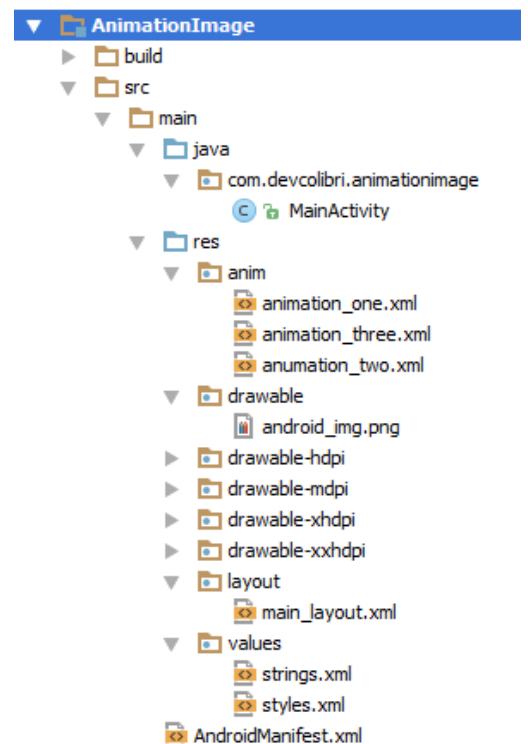 AnimationImage
build
src
main
java
com.devcolibri.animationimage
MainActivity
res
anim
animation_one.xml
animation_three.xml
anumation_two.xml
drawable
android_img.png
drawable-hdpi
drawable-mdpi
drawable-xhdpi
drawable-xxhdpi
layout
main_layout.xml
values
strings.xml
styles.xml
AndroidManifest.xml